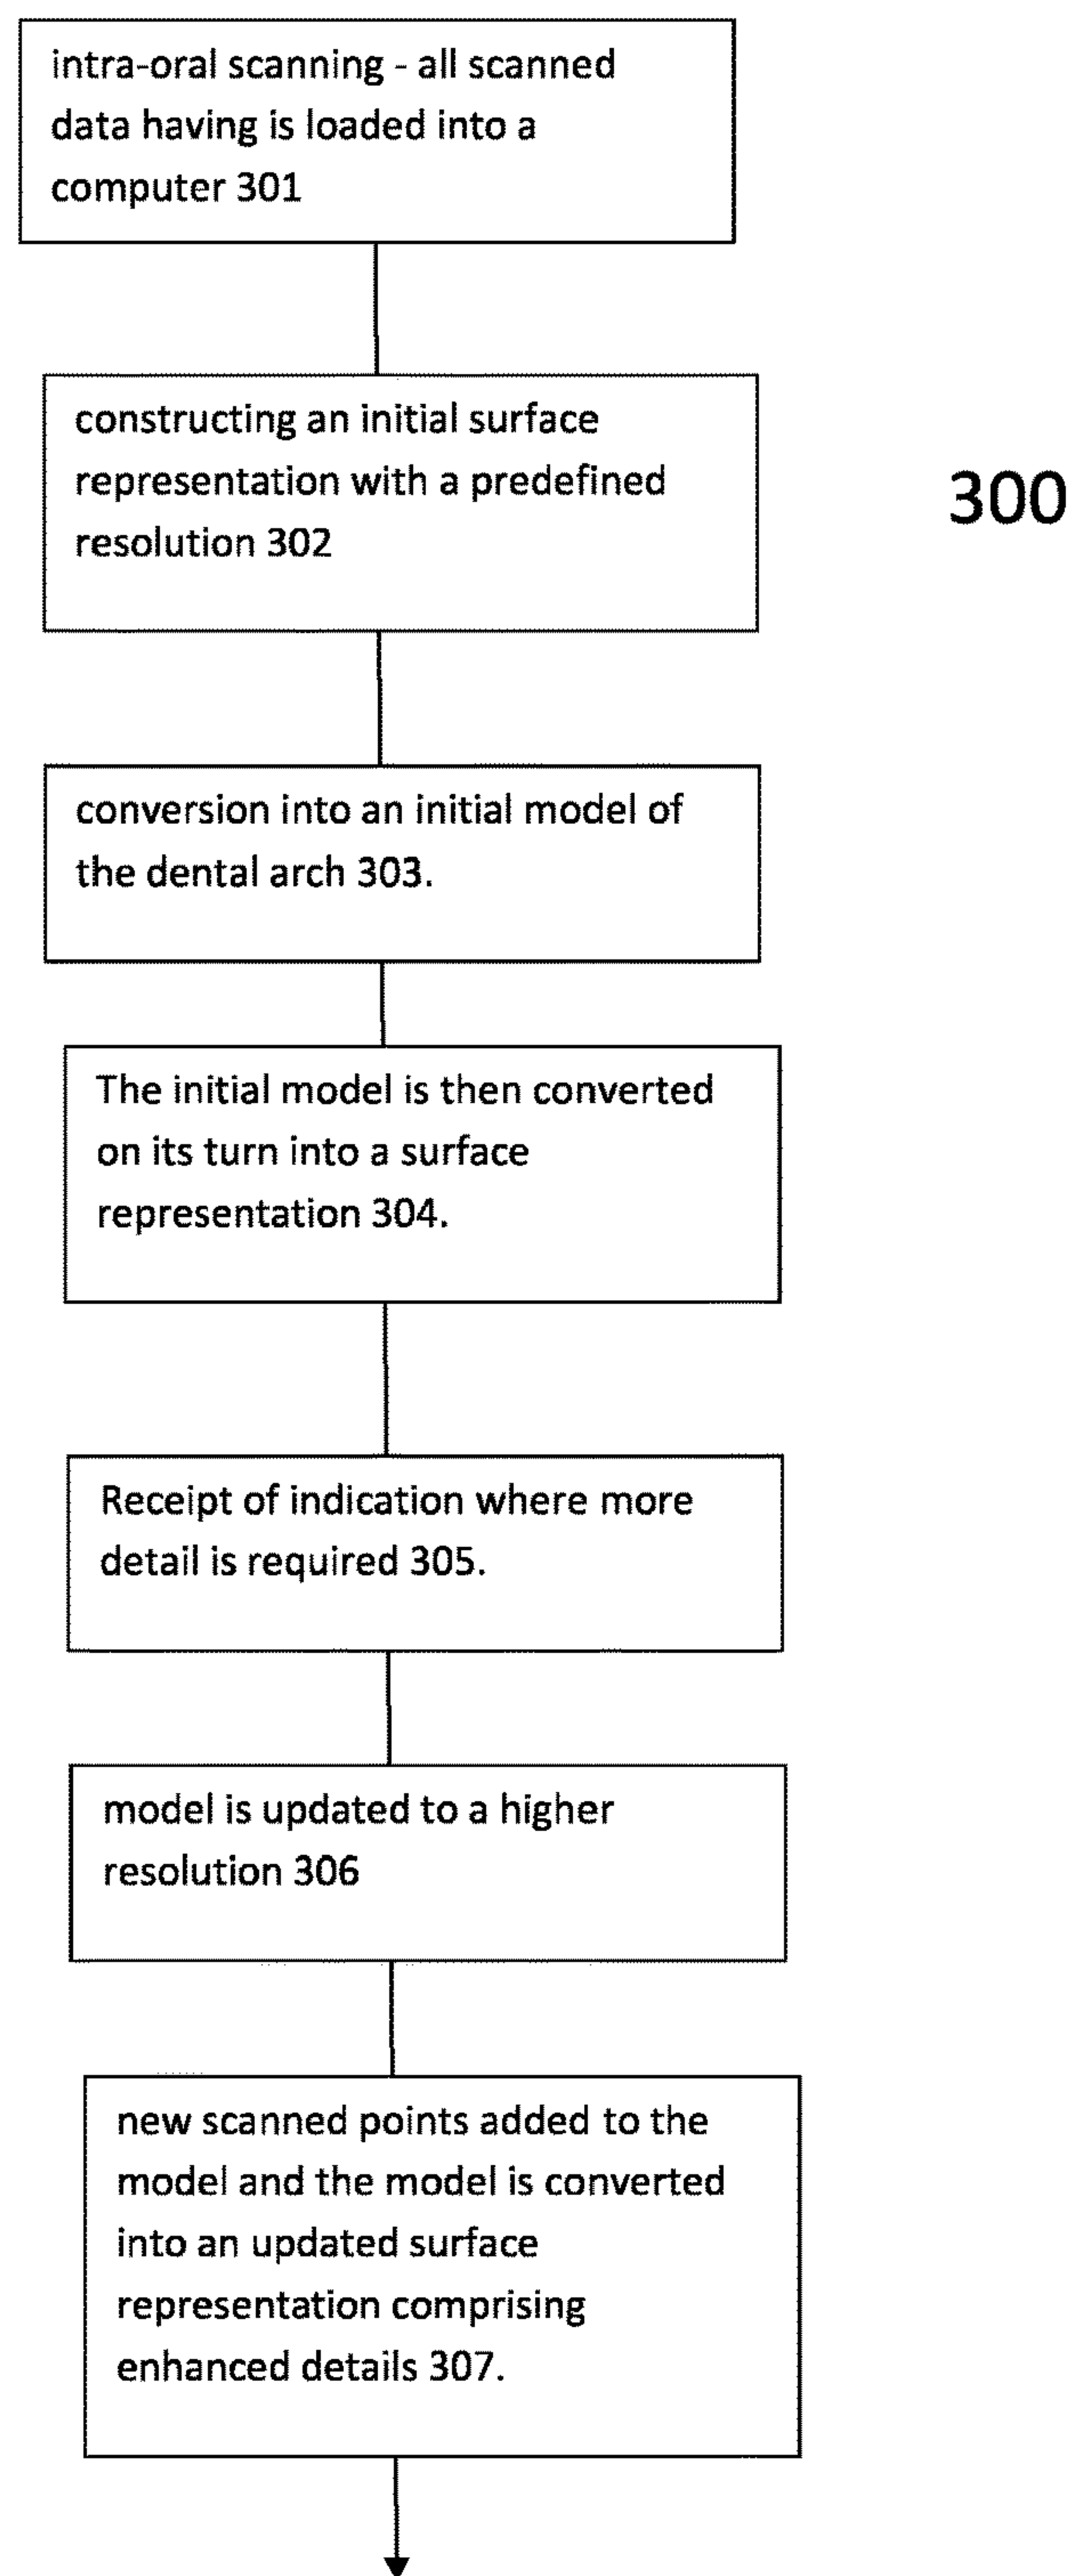 intra-oral scanning - all scanned
data having is loaded into a
computer 301
constructing an initial surface
representation with a predefined
resolution 302
300
conversion into an initial model of
the dental arch 303.
The initial model is then converted
on its turn into a surface
representation 304.
Receipt of indication where more
detail is required 305.
model is updated to a higher
resolution 306
new scanned points added to the
model and the model is converted
into an updated surface
representation comprising
enhanced details 307.